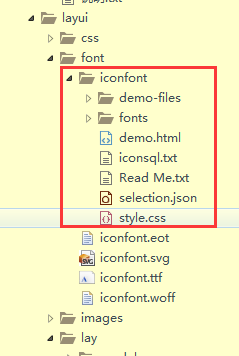 layui
css
font
iconfont
demo-files
fonts
demo.html
iconsql.txt
Read Me.txt
selection.json
style.css
iconfont.eot
iconfont.svg
iconfont.ttf
iconfont.woff
images
lay